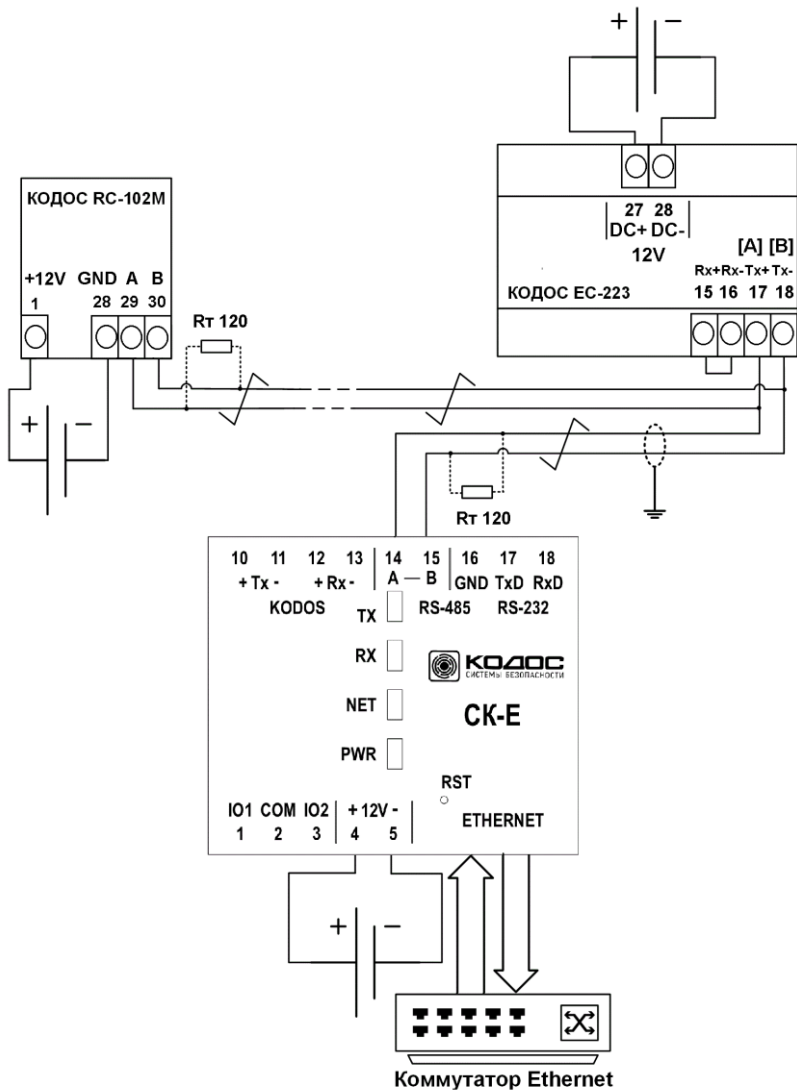 + −
КОДОС RC-102M
+12V GND A B
1 28 29 30
27 28
DC+ DC-
12V
[A] [B]
Rx+ Rx- Tx+ Tx-
КОДОС ЕС-223 15 16 17 18
Rт 120
+ −
Rт 120
10 11 12 13 14 15 16 17 18
+ Tx - + Rx - A — B GND TxD RxD
KODOS RS-485 RS-232
TX
RX
КОДОС
СИСТЕМЫ БЕЗОПАСНОСТИ
NET
СК-Е
PWR
RST
IO1 COM IO2 + 12V -
1 2 3 4 5
ETHERNET
+ −
Коммутатор Ethernet